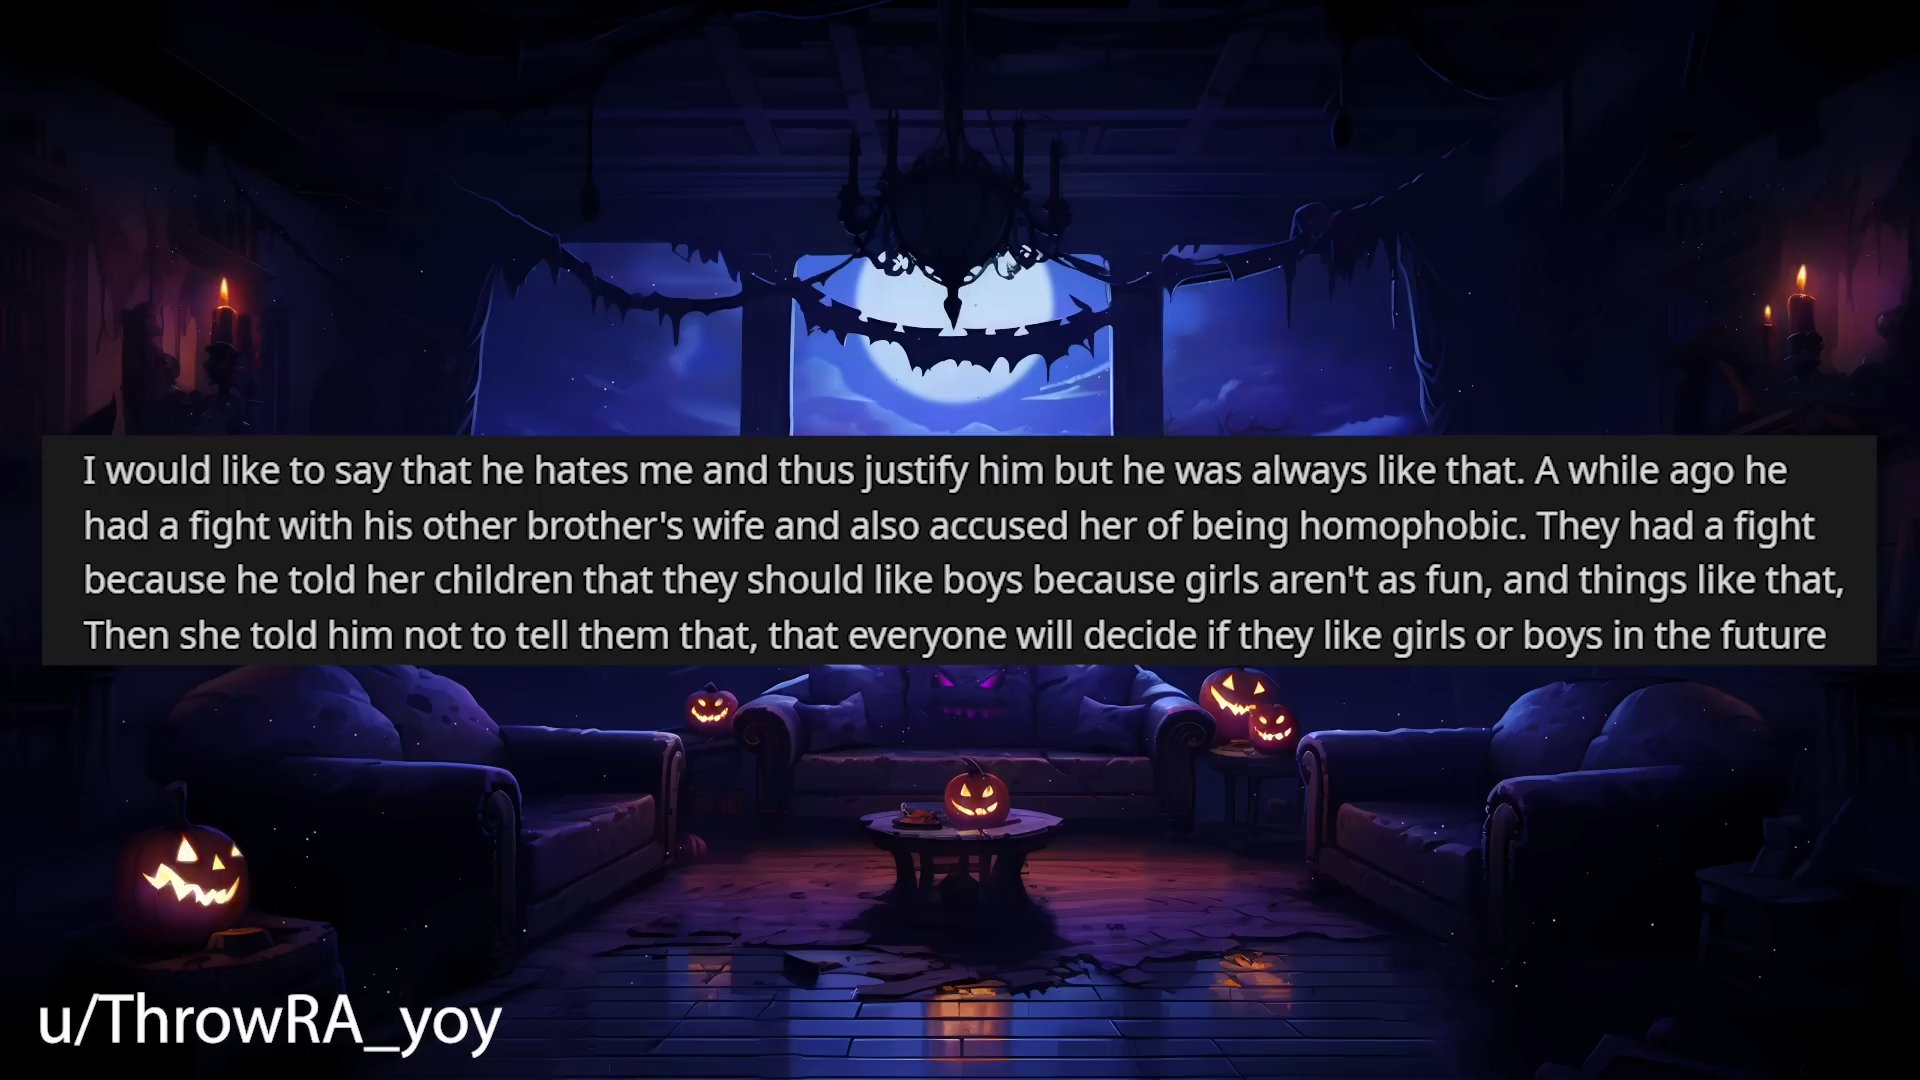 I would like to say that he hates me and thus justify him but he was always like that. A while ago he
had a fight with his other brother's wife and also accused her of being homophobic. They had a fight
because he told her children that they should like boys because girls aren't as fun, and things like that,
Then she told him not to tell them that, that everyone will decide if they like girls or boys in the future
u/ThrowRA_yoy